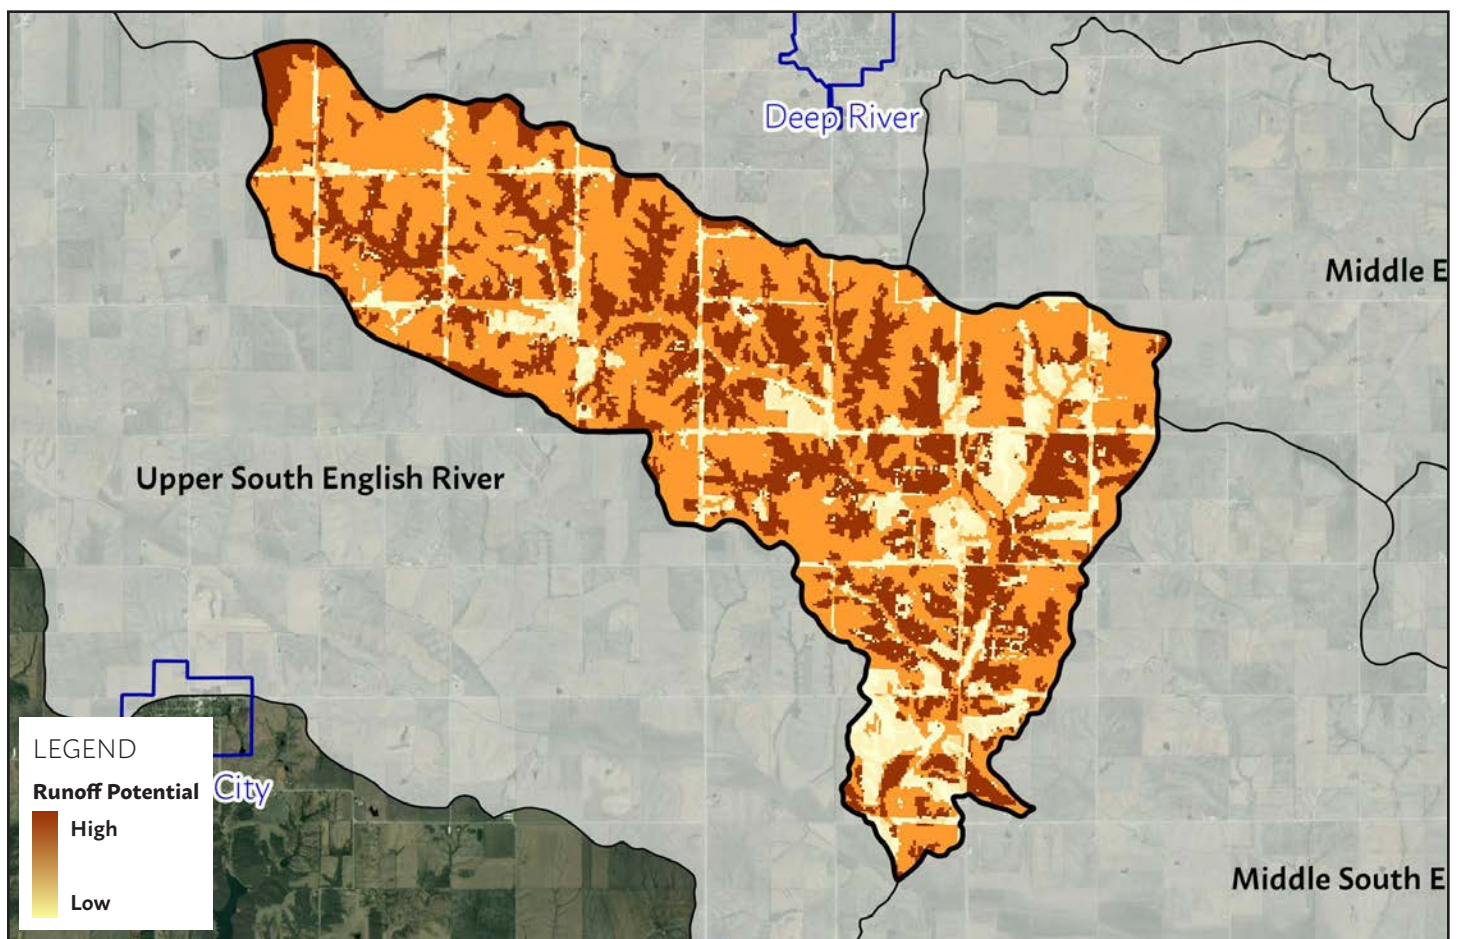 Deep River
Middle E
Upper South English River
LEGEND
Runoff Potential
High
Low
City
Middle South E